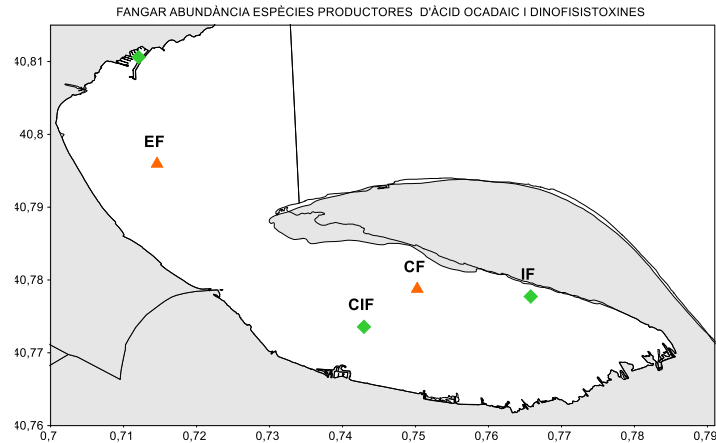 FANGAR ABUNDÀNCIA ESPÈCIES PRODUCTORES D'ÀCID OCADAIC I DINOFISISTOXINES
40,81
40,8
EF
40,79
40,78
CF
IF
CIF
40,77
40,76
0,7 0,71 0,72 0,73 0,74 0,75 0,76 0,77 0,78 0,79